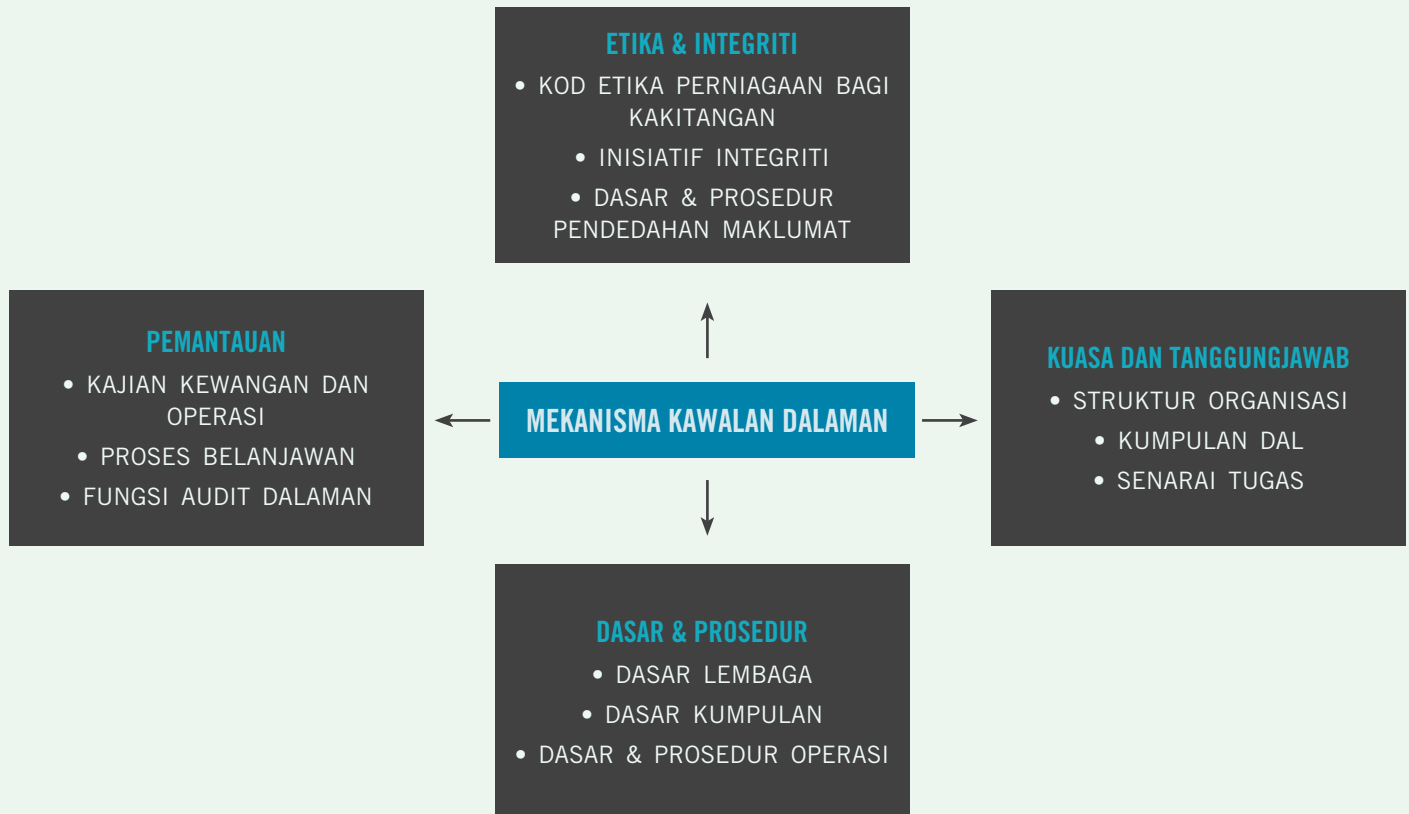 ETIKA & INTEGRITI
• KOD ETIKA PERNIAGAAN BAGI
KAKITANGAN
• INISIATIF INTEGRITI
• DASAR & PROSEDUR
PENDEDAHAN MAKLUMAT
PEMANTAUAN
• KAJIAN KEWANGAN DAN
OPERASI
• PROSES BELANJAWAN
• FUNGSI AUDIT DALAMAN
MEKANISMA KAWALAN DALAMAN
KUASA DAN TANGGUNGJAWAB
• STRUKTUR ORGANISASI
• KUMPULAN DAL
• SENARAI TUGAS
DASAR & PROSEDUR
• DASAR LEMBAGA
• DASAR KUMPULAN
• DASAR & PROSEDUR OPERASI